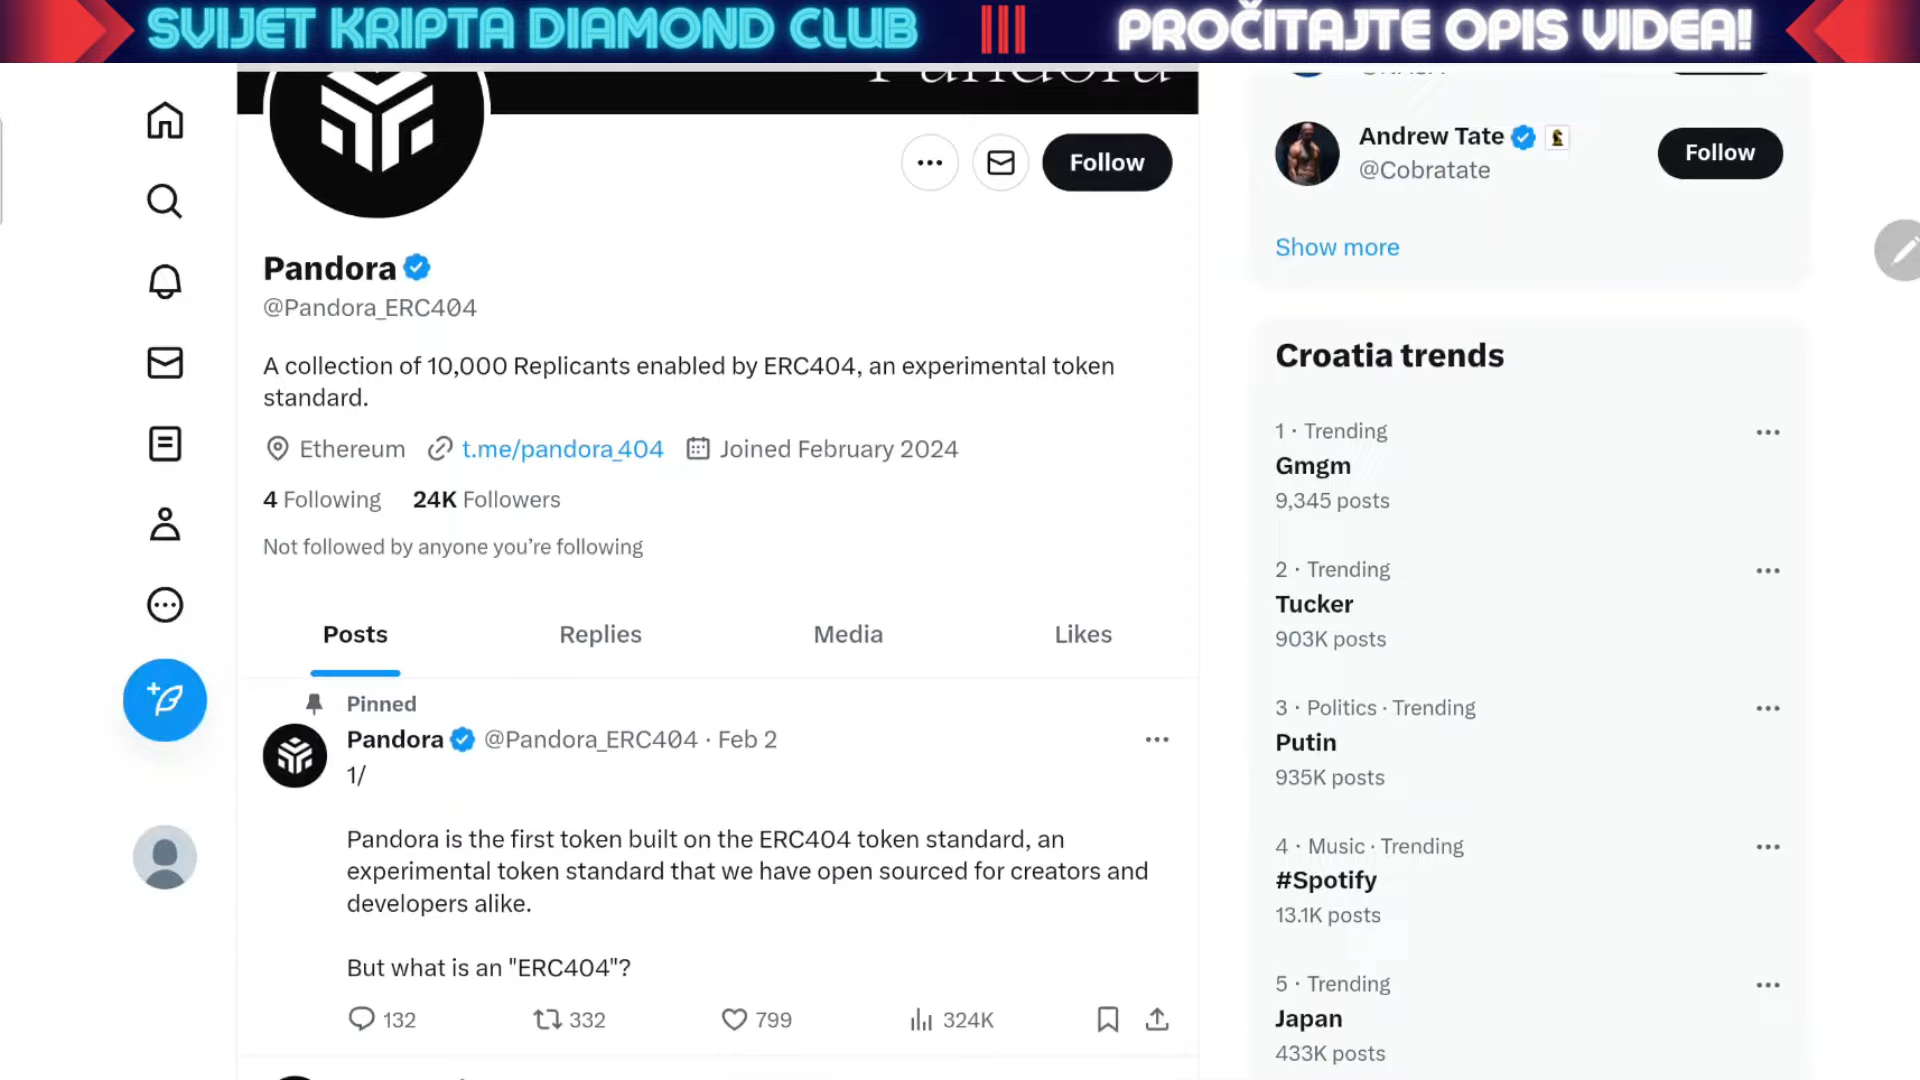 SVIJET KRIPTA DIAMOND CLUB
PROČITAJTE OPIS VIDEA!
Pandora
Follow
Pandora
@Pandora_ERC404
A collection of 10,000 Replicants enabled by ERC404, an experimental token
standard.
Ethereum t.me/pandora_404 Joined February 2024
4 Following 24K Followers
Not followed by anyone you're following
Posts Replies Media Likes
Pinned
Pandora @Pandora_ERC404 · Feb 2
1/
Pandora is the first token built on the ERC404 token standard, an
experimental token standard that we have open sourced for creators and
developers alike.
But what is an "ERC404"?
132 332 799 324K
Andrew Tate
@Cobratate
Follow
Show more
Croatia trends
1 · Trending
Gmgm
9,345 posts
2 · Trending
Tucker
903K posts
3 · Politics · Trending
Putin
935K posts
4 · Music · Trending
#Spotify
13.1K posts
5 · Trending
Japan
433K posts